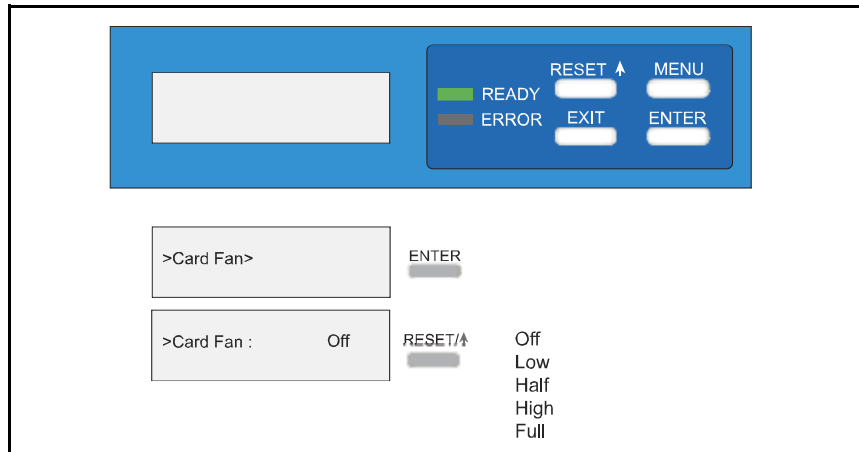 RESET MENU
READY
ERROR EXIT ENTER
>Card Fan> ENTER
>Card Fan : Off RESET/ Off
Low
Half
High
Full